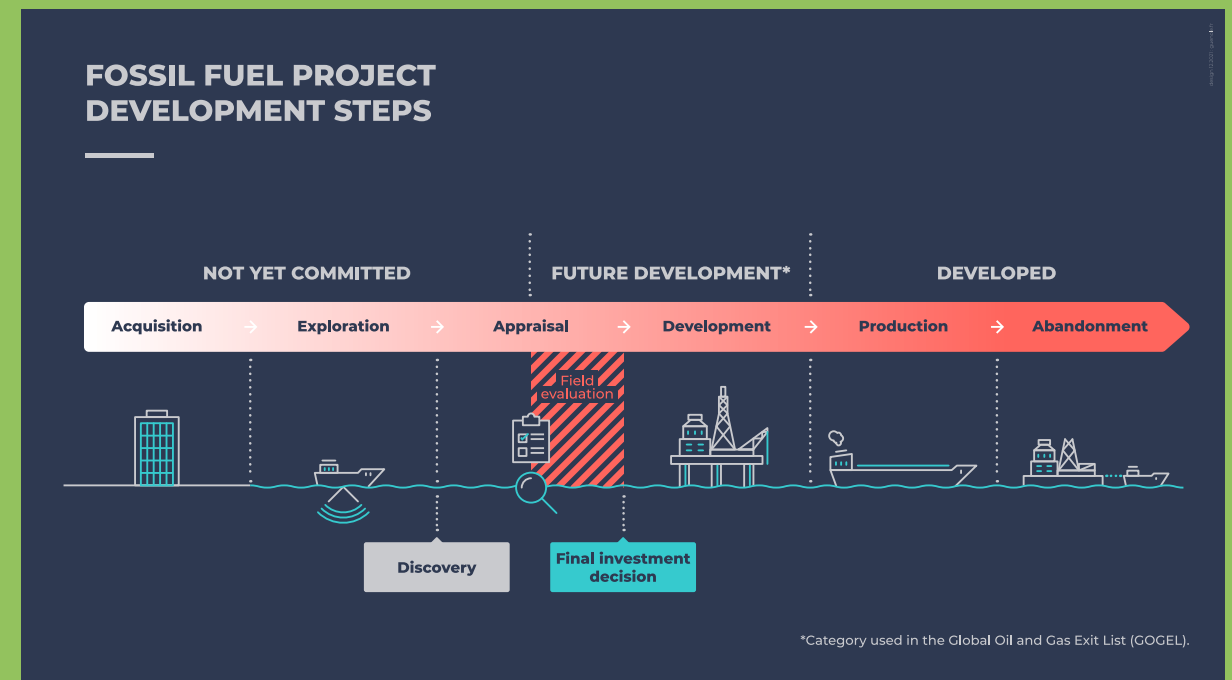 FOSSIL FUEL PROJECT
DEVELOPMENT STEPS
NOT YET COMMITTED
FUTURE DEVELOPMENT*
DEVELOPED
Acquisition
Exploration
Appraisal
Development
Production
Abandonment
Field
evaluation
Discovery
Final investment
decision
*Category used in the Global Oil and Gas Exit List (GOGEL).